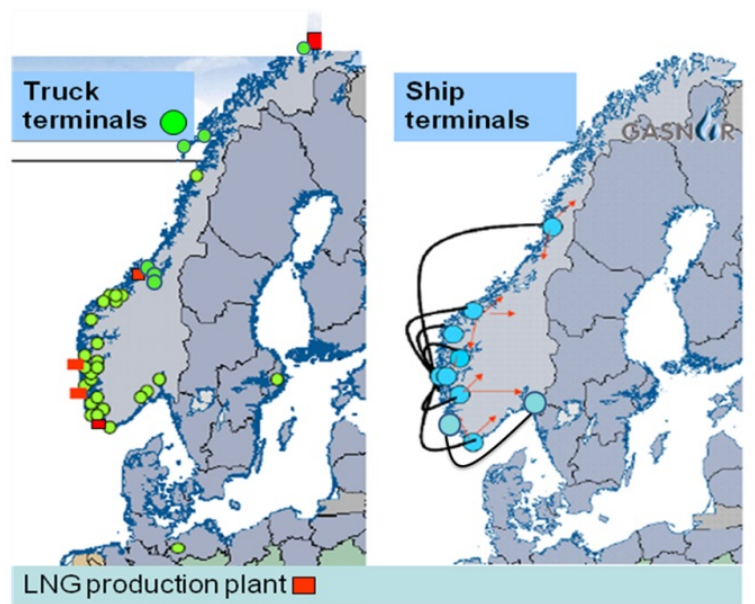 Truck
terminals
Ship
terminals
GASNOR
LNG production plant